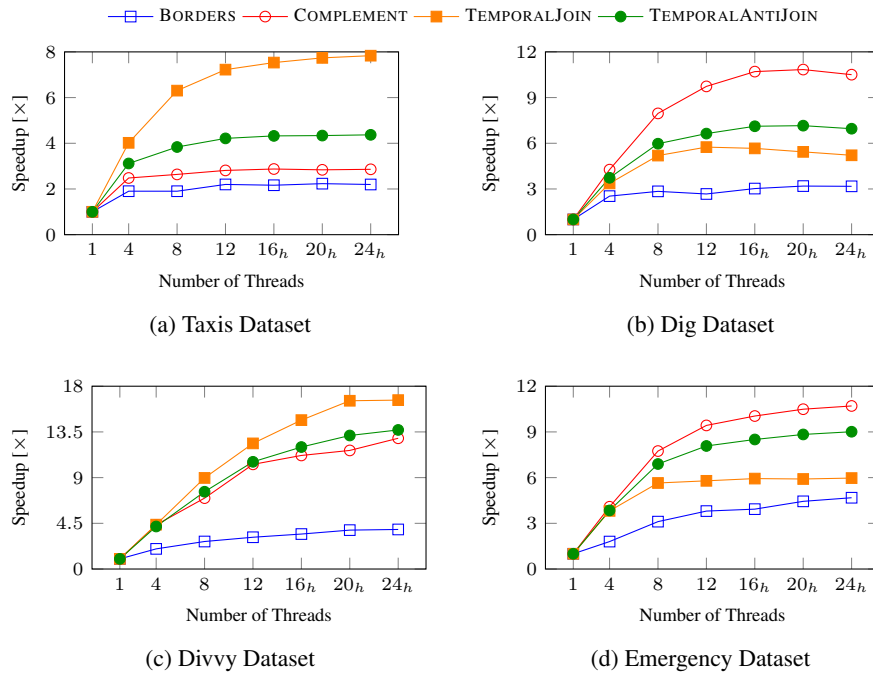 BORDERS COMPLEMENT TEMPORALJOIN TEMPORALANTIJOIN
8
6
4
2
0
Speedup [×]
1 4 8 12 16h 20h 24h
Number of Threads
(a) Taxis Dataset
12
9
6
3
0
Speedup [×]
1 4 8 12 16h 20h 24h
Number of Threads
(b) Dig Dataset
18
13.5
9
4.5
0
Speedup [×]
1 4 8 12 16h 20h 24h
Number of Threads
(c) Divvy Dataset
12
9
6
3
0
Speedup [×]
1 4 8 12 16h 20h 24h
Number of Threads
(d) Emergency Dataset